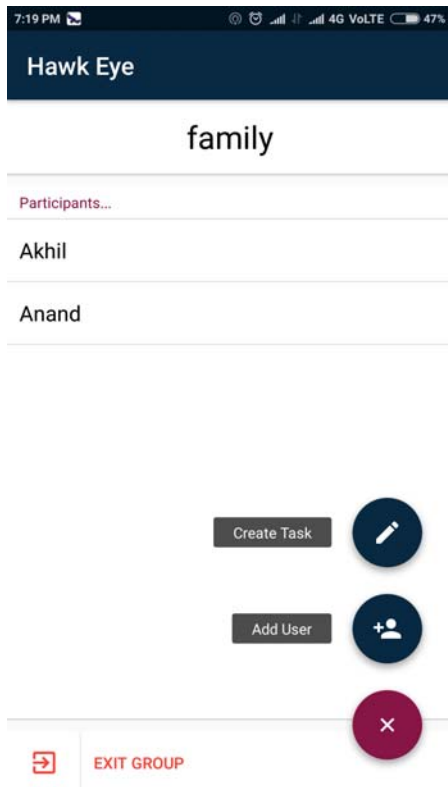 7:19 PM 4G VoLTE 47%
Hawk Eye
family
Participants...
Akhil
Anand
Create Task
Add User
EXIT GROUP